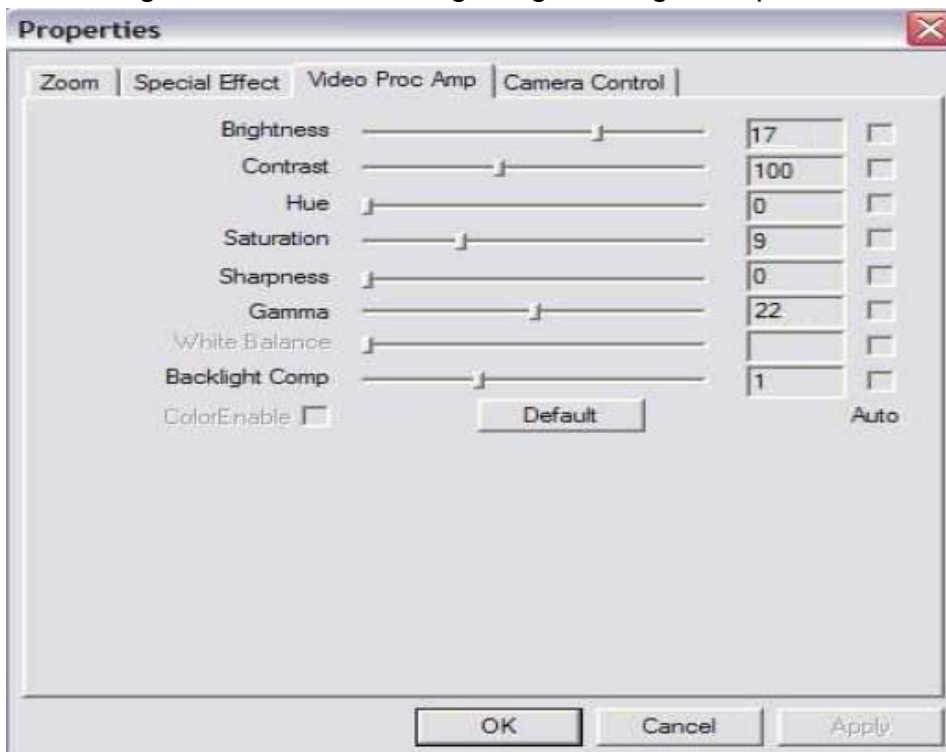 Properties
Zoom Special Effect Video Proc Amp Camera Control
Brightness 17
Contrast 100
Hue 0
Saturation 9
Sharpness 0
Gamma 22
White Balance
Backlight Comp 1
ColorEnable Default Auto
OK Cancel Apply